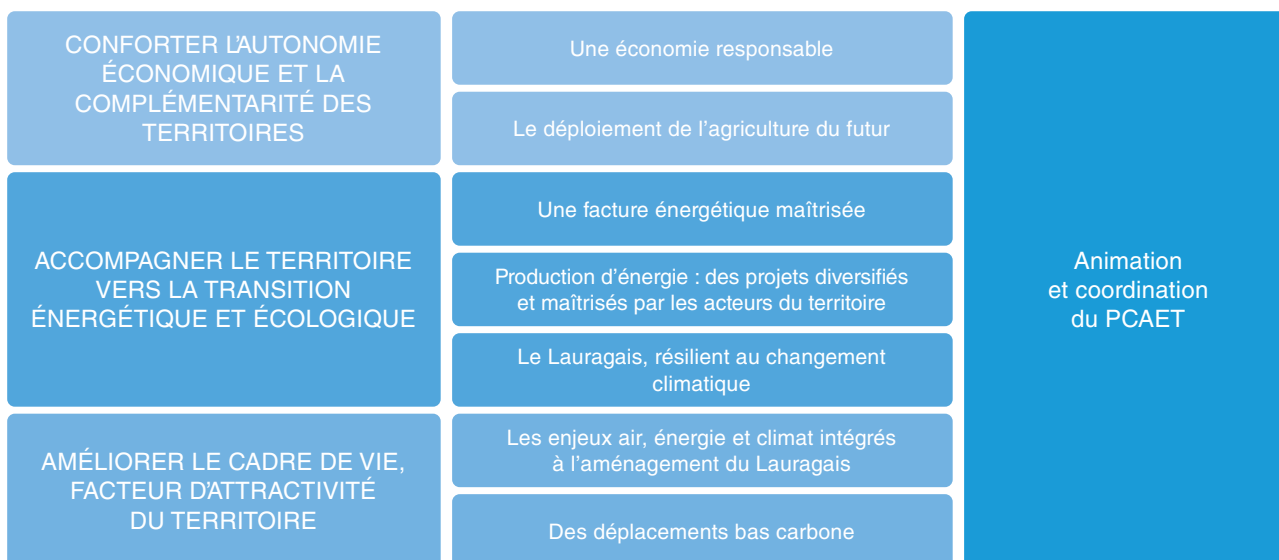 CONFORTER L'AUTONOMIE
ÉCONOMIQUE ET LA
COMPLÉMENTARITÉ DES
TERRITOIRES
Une économie responsable
Le déploiement de l'agriculture du futur
ACCOMPAGNER LE TERRITOIRE
VERS LA TRANSITION
ÉNERGÉTIQUE ET ÉCOLOGIQUE
Une facture énergétique maîtrisée
Production d'énergie : des projets diversifiés
et maîtrisés par les acteurs du territoire
Le Lauragais, résilient au changement
climatique
AMÉLIORER LE CADRE DE VIE,
FACTEUR D'ATTRACTIVITÉ
DU TERRITOIRE
Les enjeux air, énergie et climat intégrés
à l'aménagement du Lauragais
Des déplacements bas carbone
Animation
et coordination
du PCAET